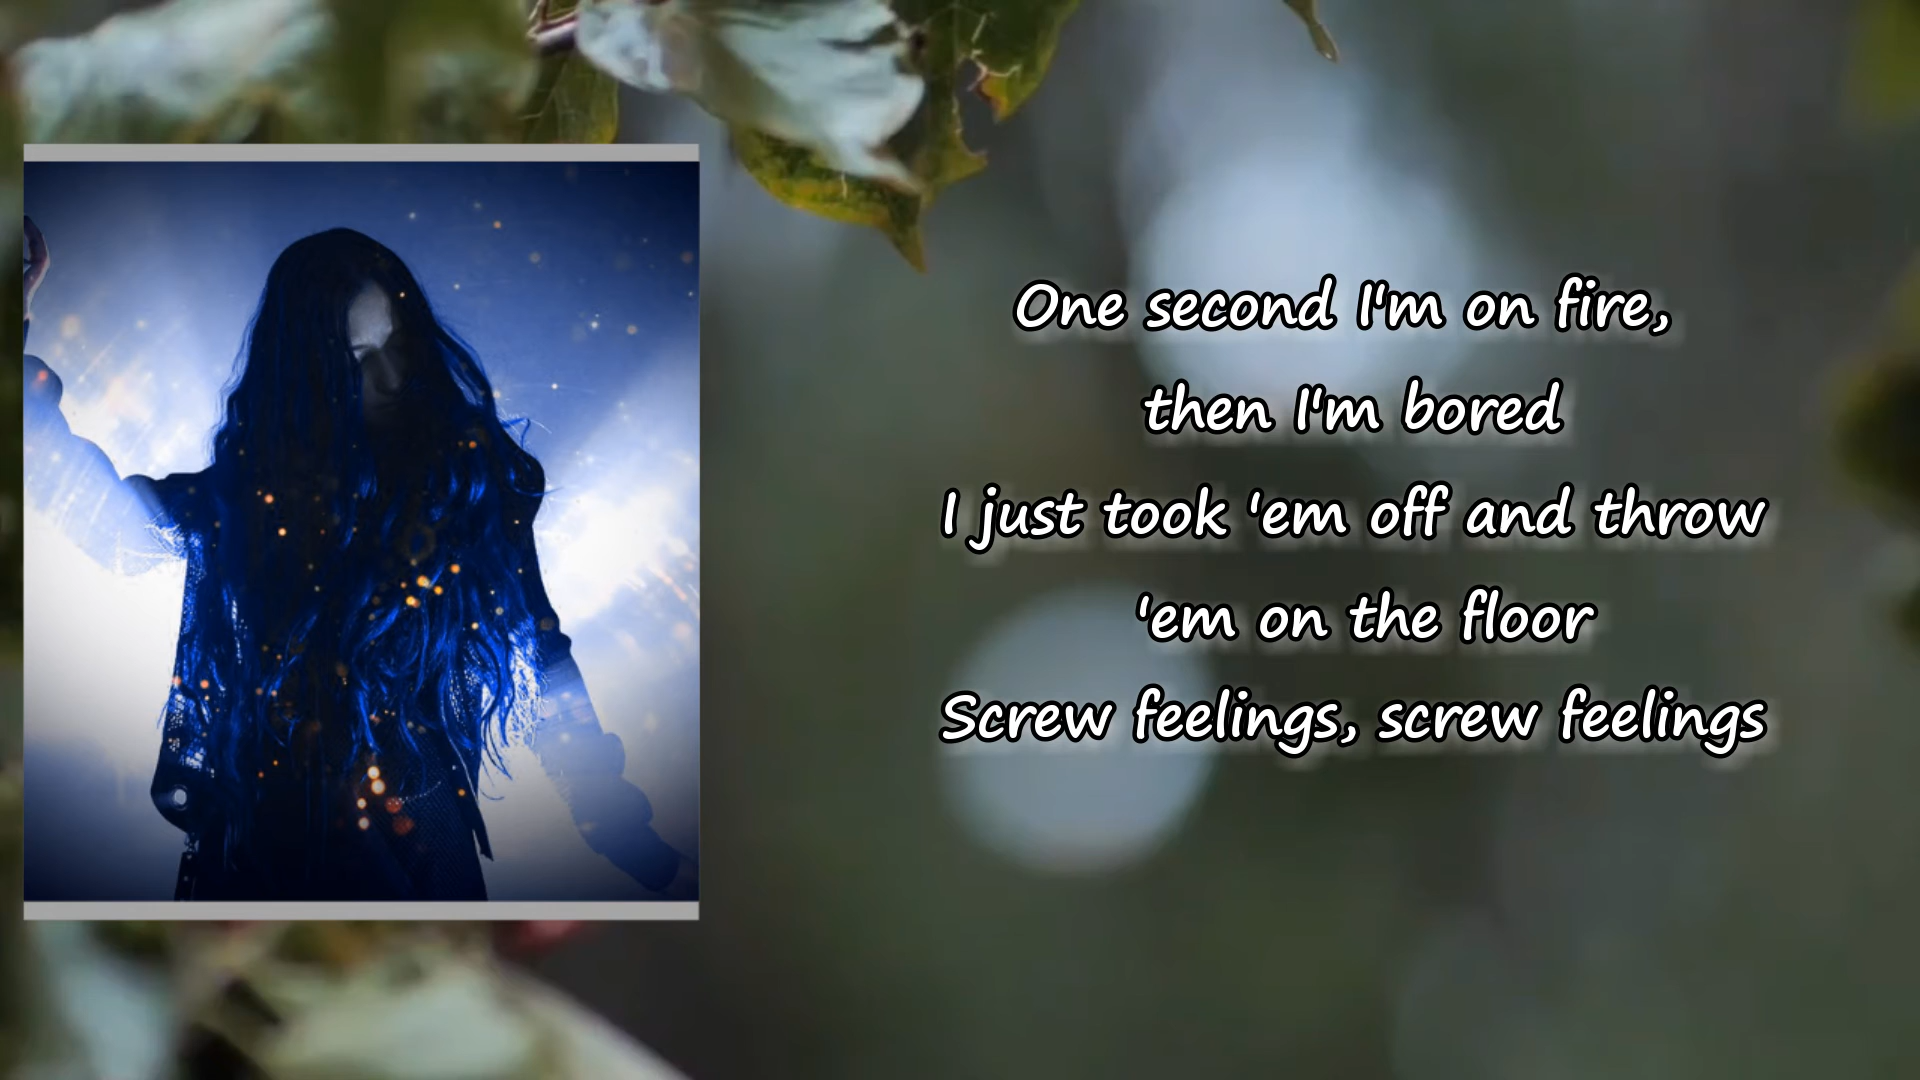 One second I'm on fire,
then I'm bored
I just took 'em off and throw
'em on the floor
Screw feelings, screw feelings